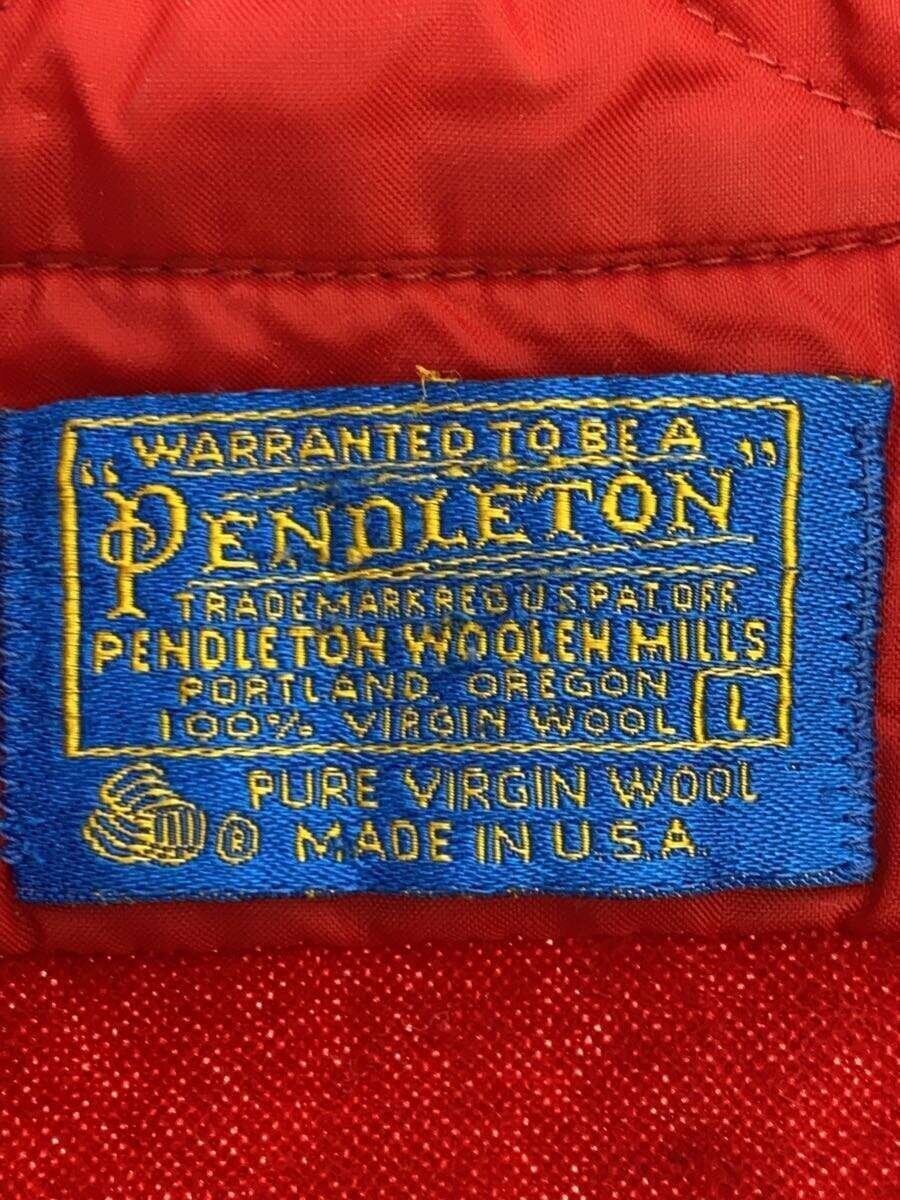 WARRANTED TO BE A
"PENDLETON"
TRADEMARK REG U.S. PAT. OFF.
PENDLETON WOOLEN MILLS
PORTLAND, OREGON
100% VIRGIN WOOL L
PURE VIRGIN WOOL
® MADE IN U.S.A.